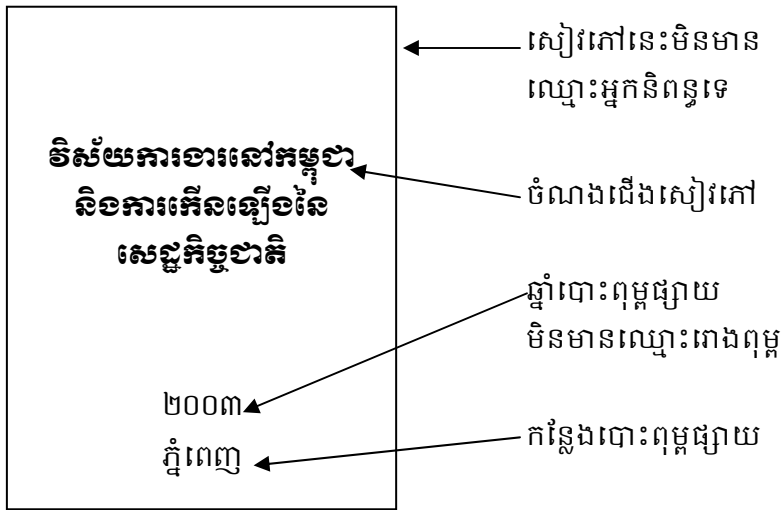 សៀវភៅនេះមិនមាន
ឈ្មោះអ្នកនិពន្ធទេ
វិស័យការងារនៅកម្ពុជា
និងការកើនឡើងនៃ
សេដ្ឋកិច្ចជាតិ
ចំណងជើងសៀវភៅ
ឆ្នាំបោះពុម្ពផ្សាយ
មិនមានឈ្មោះរោងពុម្ព
២០០៣
ភ្នំពេញ
កន្លែងបោះពុម្ពផ្សាយ